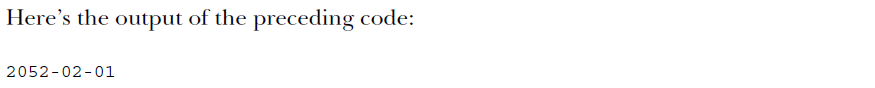 Here’s the output of the preceding code:
2052-02-01